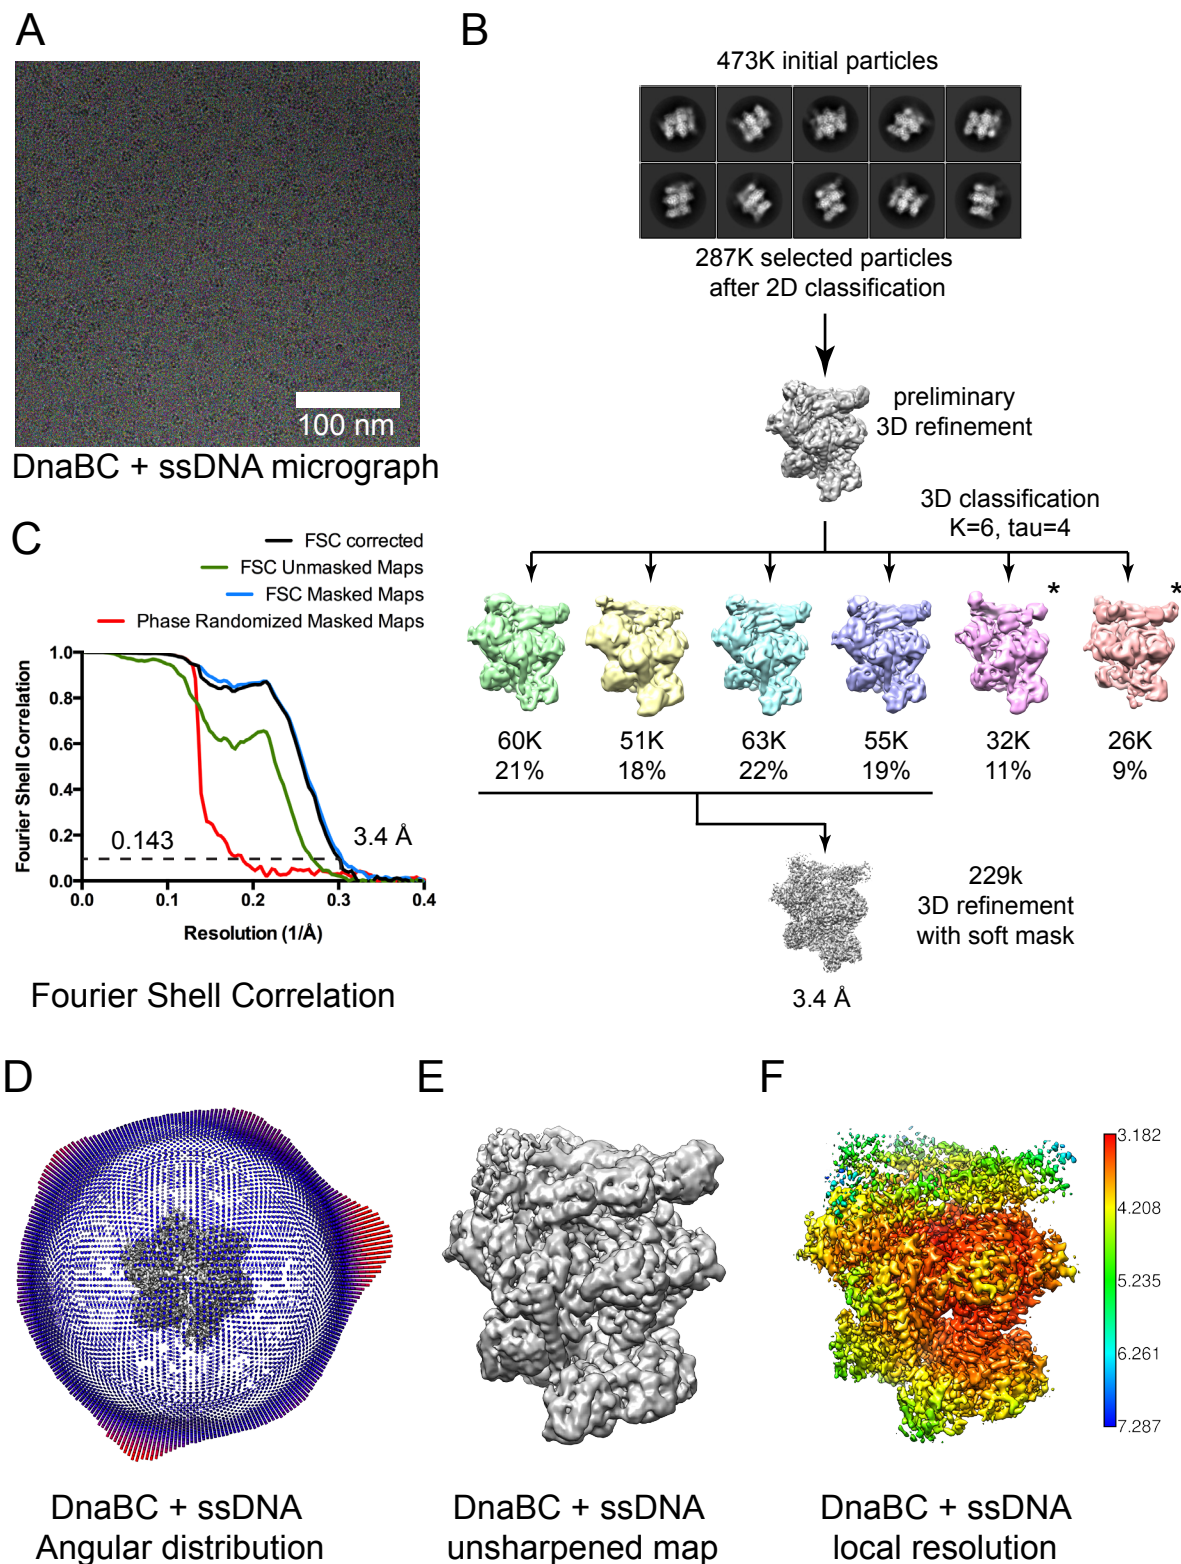 A
100 nm
DnaBC + ssDNA micrograph
B
473K initial particles
287K selected particles
after 2D classification
preliminary
3D refinement
3D classification
K=6, tau=4
*
*
60K
21%
51K
18%
63K
22%
55K
19%
32K
11%
26K
9%
229k
3D refinement
with soft mask
3.4 Å
C
FSC corrected
FSC Unmasked Maps
FSC Masked Maps
Phase Randomized Masked Maps
Fourier Shell Correlation
1.0
0.8
0.6
0.4
0.2
0.0
0.143
3.4 Å
0.0
0.1
0.2
0.3
0.4
Resolution (1/Å)
Fourier Shell Correlation
D
DnaBC + ssDNA
Angular distribution
E
DnaBC + ssDNA
unsharpened map
F
3.182
4.208
5.235
6.261
7.287
DnaBC + ssDNA
local resolution